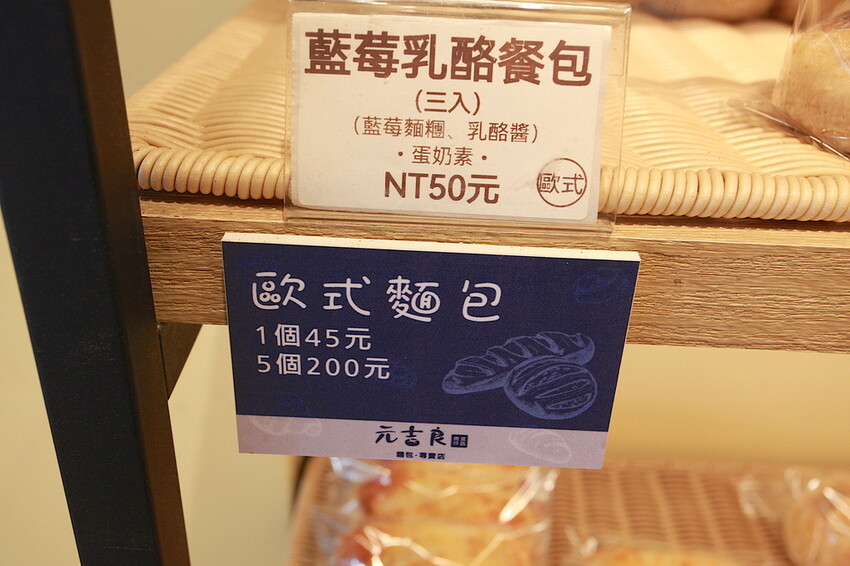 藍莓乳酪餐包
(三入)
(藍莓麵糰、乳酪醬)
・蛋奶素・
NT50元
歐式
歐式麵包
1個45元
5個200元
元吉良
麵包・專賣店